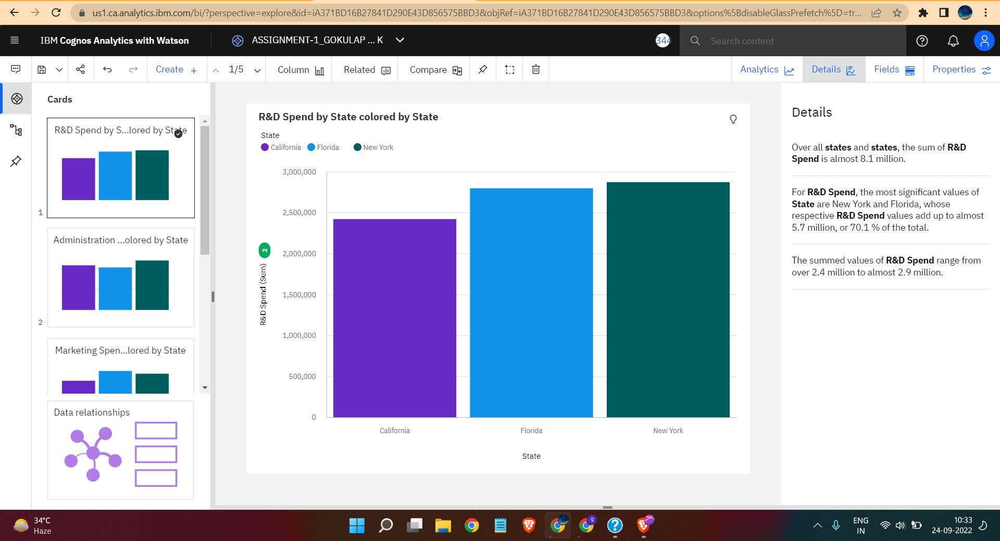 us1.ca.analytics.ibm.com/bi/?perspective=explore&id=iA371BD16B27841D290E43D856575BBD3&objRef=iA371BD16B27841D290E43D856575BBD3&options%5BdisableGlassPrefetch%5D=tr...
IBM Cognos Analytics with Watson
ASSIGNMENT-1_GOKULAP ... K
344
Search content
Create +
1/5
Column
Related
Compare
Analytics
Details
Fields
Properties
Cards
R&D Spend by S...lored by State
1
Administration ...olored by State
2
Marketing Spen...lored by State
Data relationships
R&D Spend by State colored by State
State
California
Florida
New York
3,000,000
2,500,000
2,000,000
1,500,000
1,000,000
500,000
0
R&D Spend (Sum)
3
California
Florida
New York
State
Details
Over all states and states, the sum of R&D
Spend is almost 8.1 million.
For R&D Spend, the most significant values of
State are New York and Florida, whose
respective R&D Spend values add up to almost
5.7 million, or 70.1 % of the total.
The summed values of R&D Spend range from
over 2.4 million to almost 2.9 million.
34°C
Haze
g
ENG
IN
10:33
24-09-2022